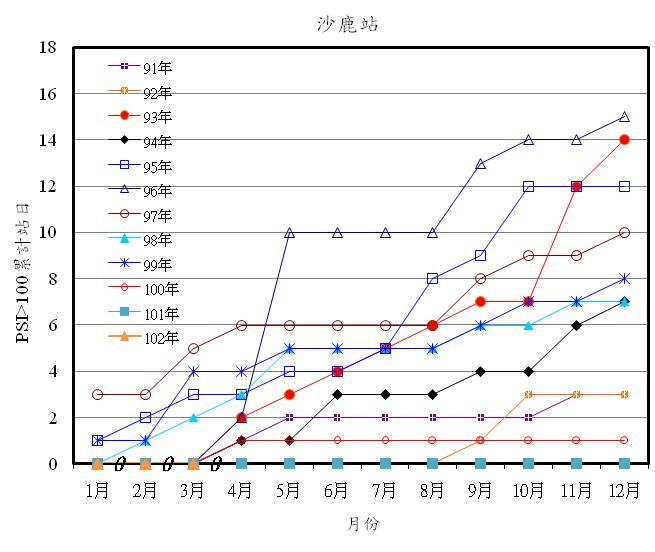 沙鹿站
PSI>100累計站日
18
16
14
12
10
8
6
4
2
0
91年
92年
93年
94年
95年
96年
97年
98年
99年
100年
101年
102年
0 0 0
1月 2月 3月 4月 5月 6月 7月 8月 9月 10月 11月 12月
月份